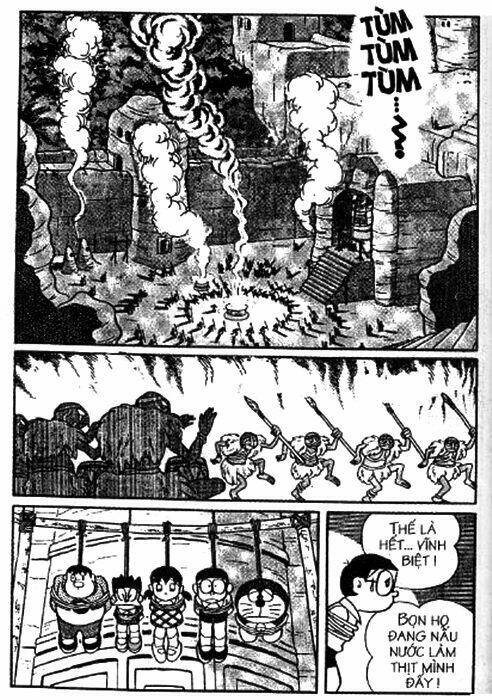 TÙM
TÙM
TÙM
...
THẾ LÀ
HẾT... VĨNH
BIỆT !
BỌN HỌ
ĐANG NẤU
NƯỚC LÀM
THỊT MÌNH
ĐẤY !